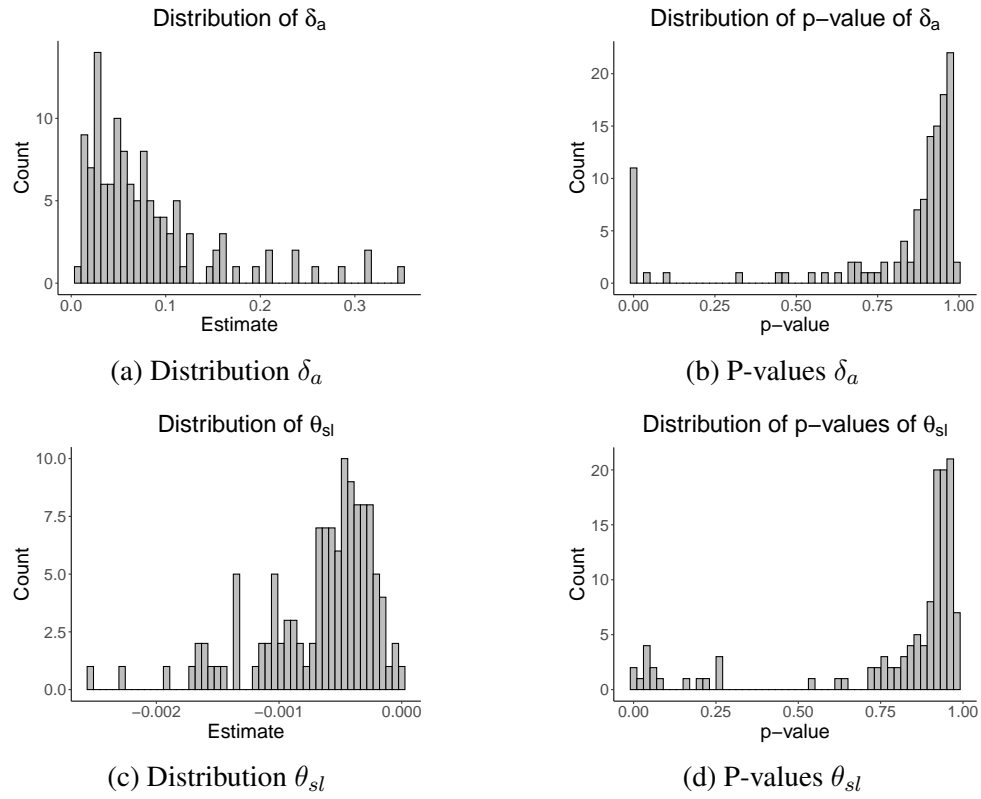 Distribution of δa
Count
10
5
0
0.0 0.1 0.2 0.3
Estimate
(a) Distribution δa
Distribution of p−value of δa
Count
20
15
10
5
0
0.00 0.25 0.50 0.75 1.00
p−value
(b) P-values δa
Distribution of θsl
Count
10.0
7.5
5.0
2.5
0.0
−0.002 −0.001 0.000
Estimate
(c) Distribution θsl
Distribution of p−values of θsl
Count
20
15
10
5
0
0.00 0.25 0.50 0.75 1.00
p−value
(d) P-values θsl